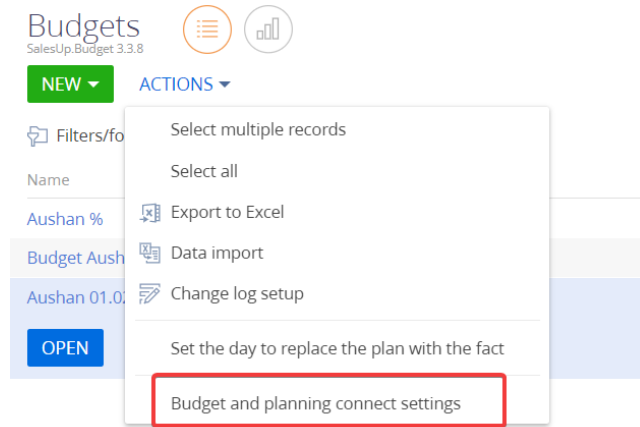 Budgets
SalesUp.Budget 3.3.8
NEW
ACTIONS
Select multiple records
Filters/fo
Select all
Name
Export to Excel
Aushan %
Data import
Budget Aush
Change log setup
Aushan 01.02
Set the day to replace the plan with the fact
OPEN
Budget and planning connect settings